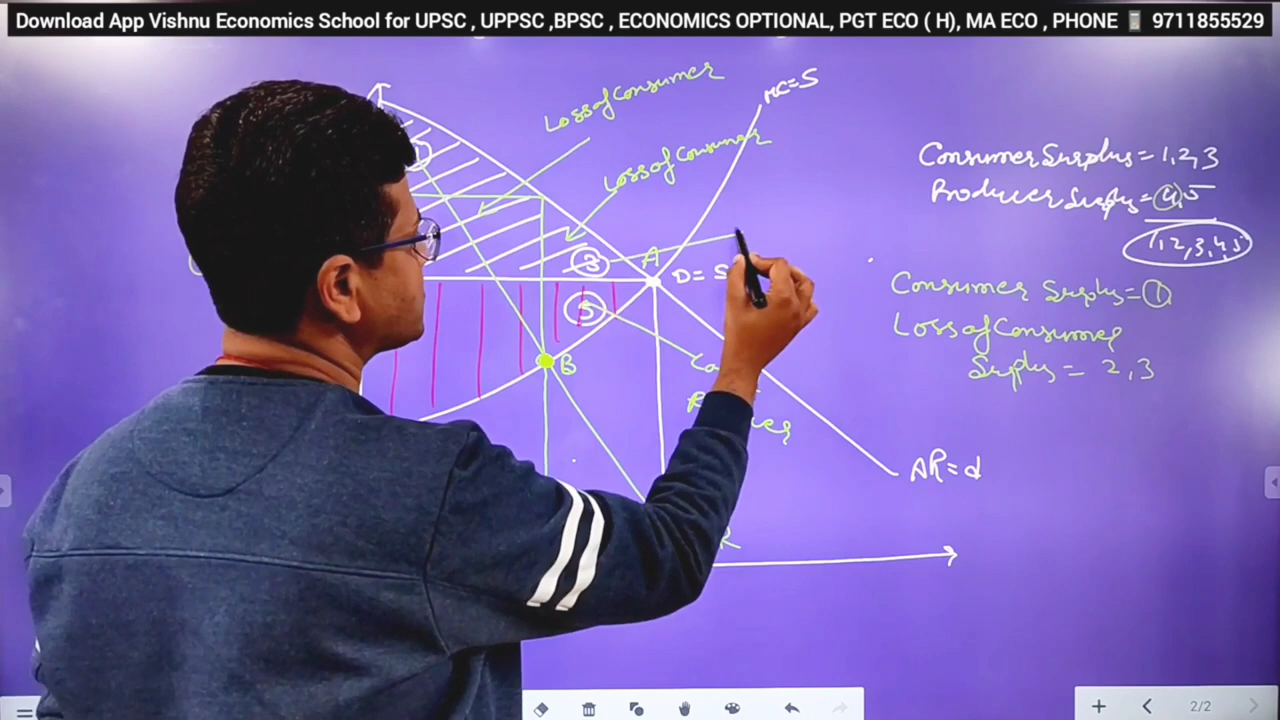 Download App Vishnu Economics School for UPSC , UPPSC ,BPSC , ECONOMICS OPTIONAL, PGT ECO ( H), MA ECO , PHONE 9711855529
Loss of Consumer
MC=S
Loss of Consumer
Consumer Surplus = 1,2,3
Producer Surplus = 4,5
1,2,3,4,5
1
3
A
D = S
Consumer Surplus = 1
Loss of Consumer
Surplus = 2,3
5
B
AR = d
R
2/2